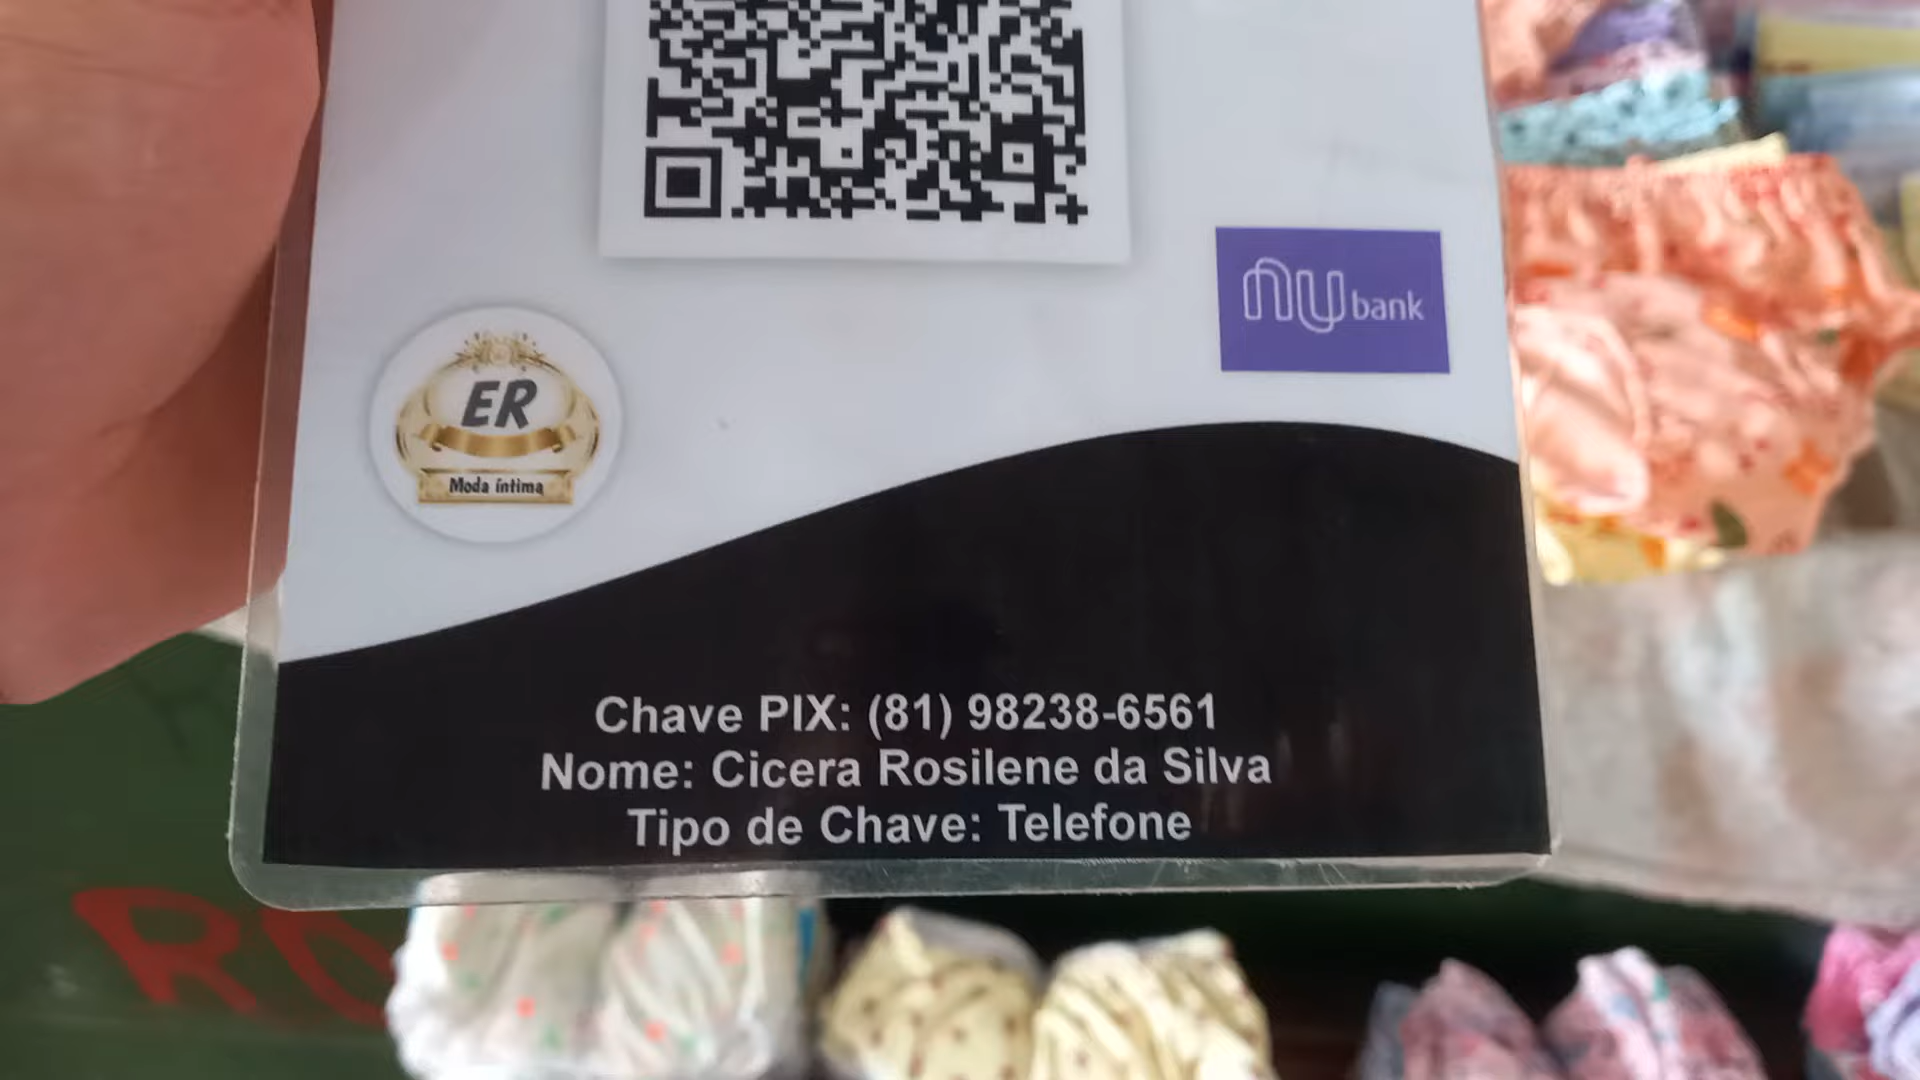 nu bank
ER
Moda íntima
Chave PIX: (81) 98238-6561
Nome: Cicera Rosilene da Silva
Tipo de Chave: Telefone
RO